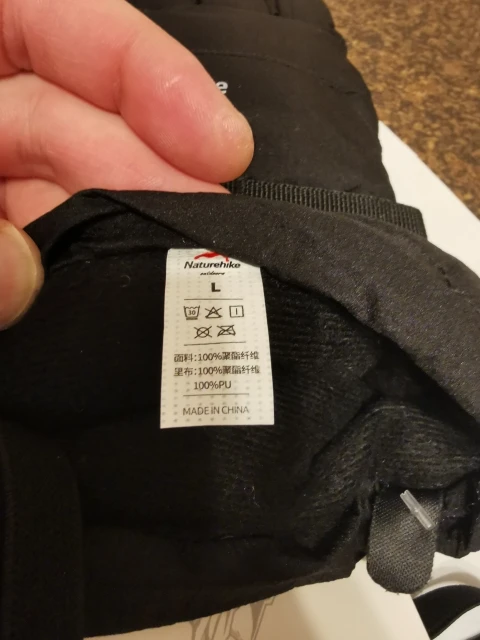 e
Naturehike
L
30
面料:100%聚酯纤维
里布:100%聚酯纤维
100%PU
MADE IN CHINA